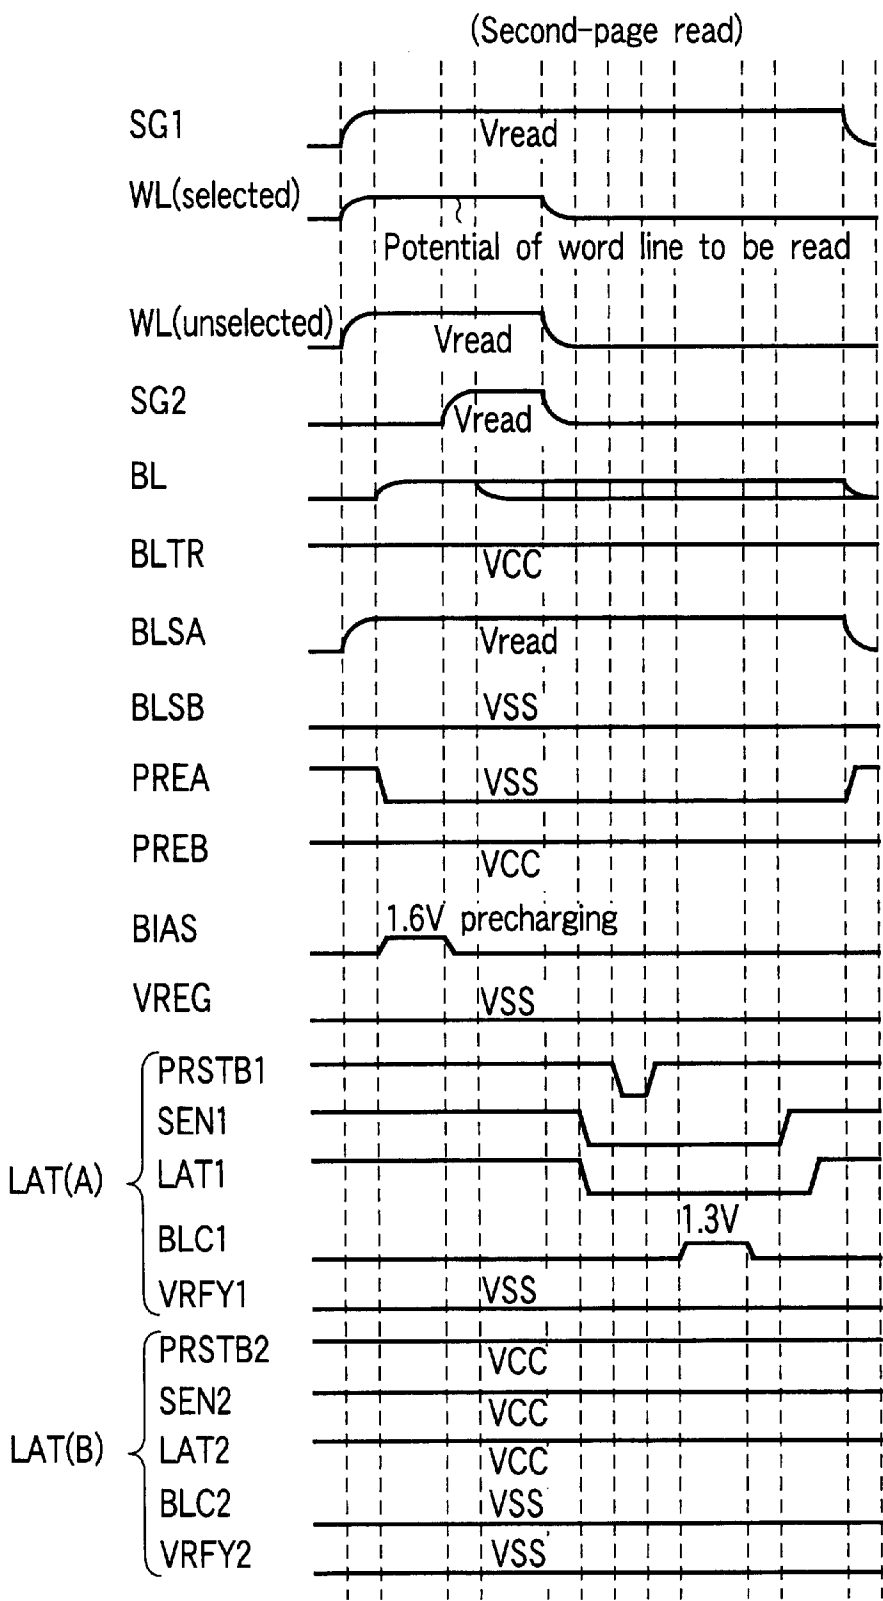 (Second-page read)
SG1
Vread
WL(selected)
Potential of word line to be read
WL(unselected)
Vread
SG2
Vread
BL
BLTR
VCC
BLSA
Vread
BLSB
VSS
PREA
VSS
PREB
VCC
BIAS
1.6V precharging
VREG
VSS
LAT(A)
PRSTB1
SEN1
LAT1
BLC1
1.3V
VRFY1
VSS
LAT(B)
PRSTB2
VCC
SEN2
VCC
LAT2
VCC
BLC2
VSS
VRFY2
VSS